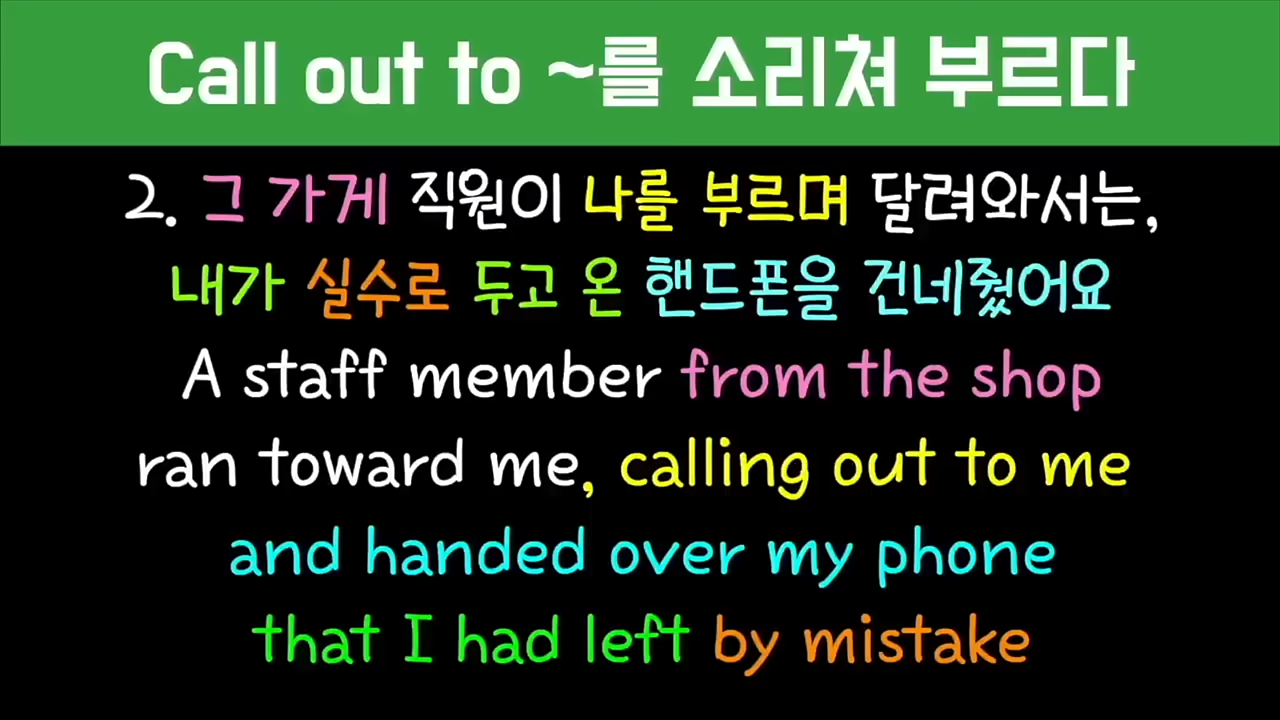 Call out to ~를 소리쳐 부르다
2. 그 가게 직원이 나를 부르며 달려와서는,
내가 실수로 두고 온 핸드폰을 건네줬어요
A staff member from the shop
ran toward me, calling out to me
and handed over my phone
that I had left by mistake